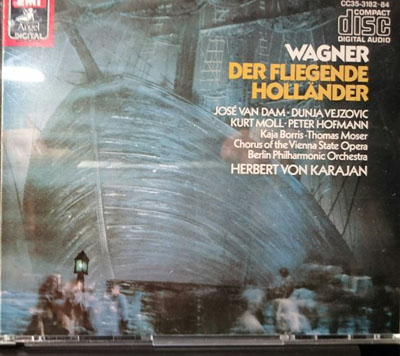 EMI
CC35-3182·84
Angel
DIGITAL
COMPACT
disc
DIGITAL AUDIO
WAGNER
DER FLIEGENDE
HOLLÄNDER
JOSÉ VAN DAM · DUNJA VEJZOVIC
KURT MOLL · PETER HOFMANN
Kaja Borris · Thomas Moser
Chorus of the Vienna State Opera
Berlin Philharmonic Orchestra
HERBERT VON KARAJAN